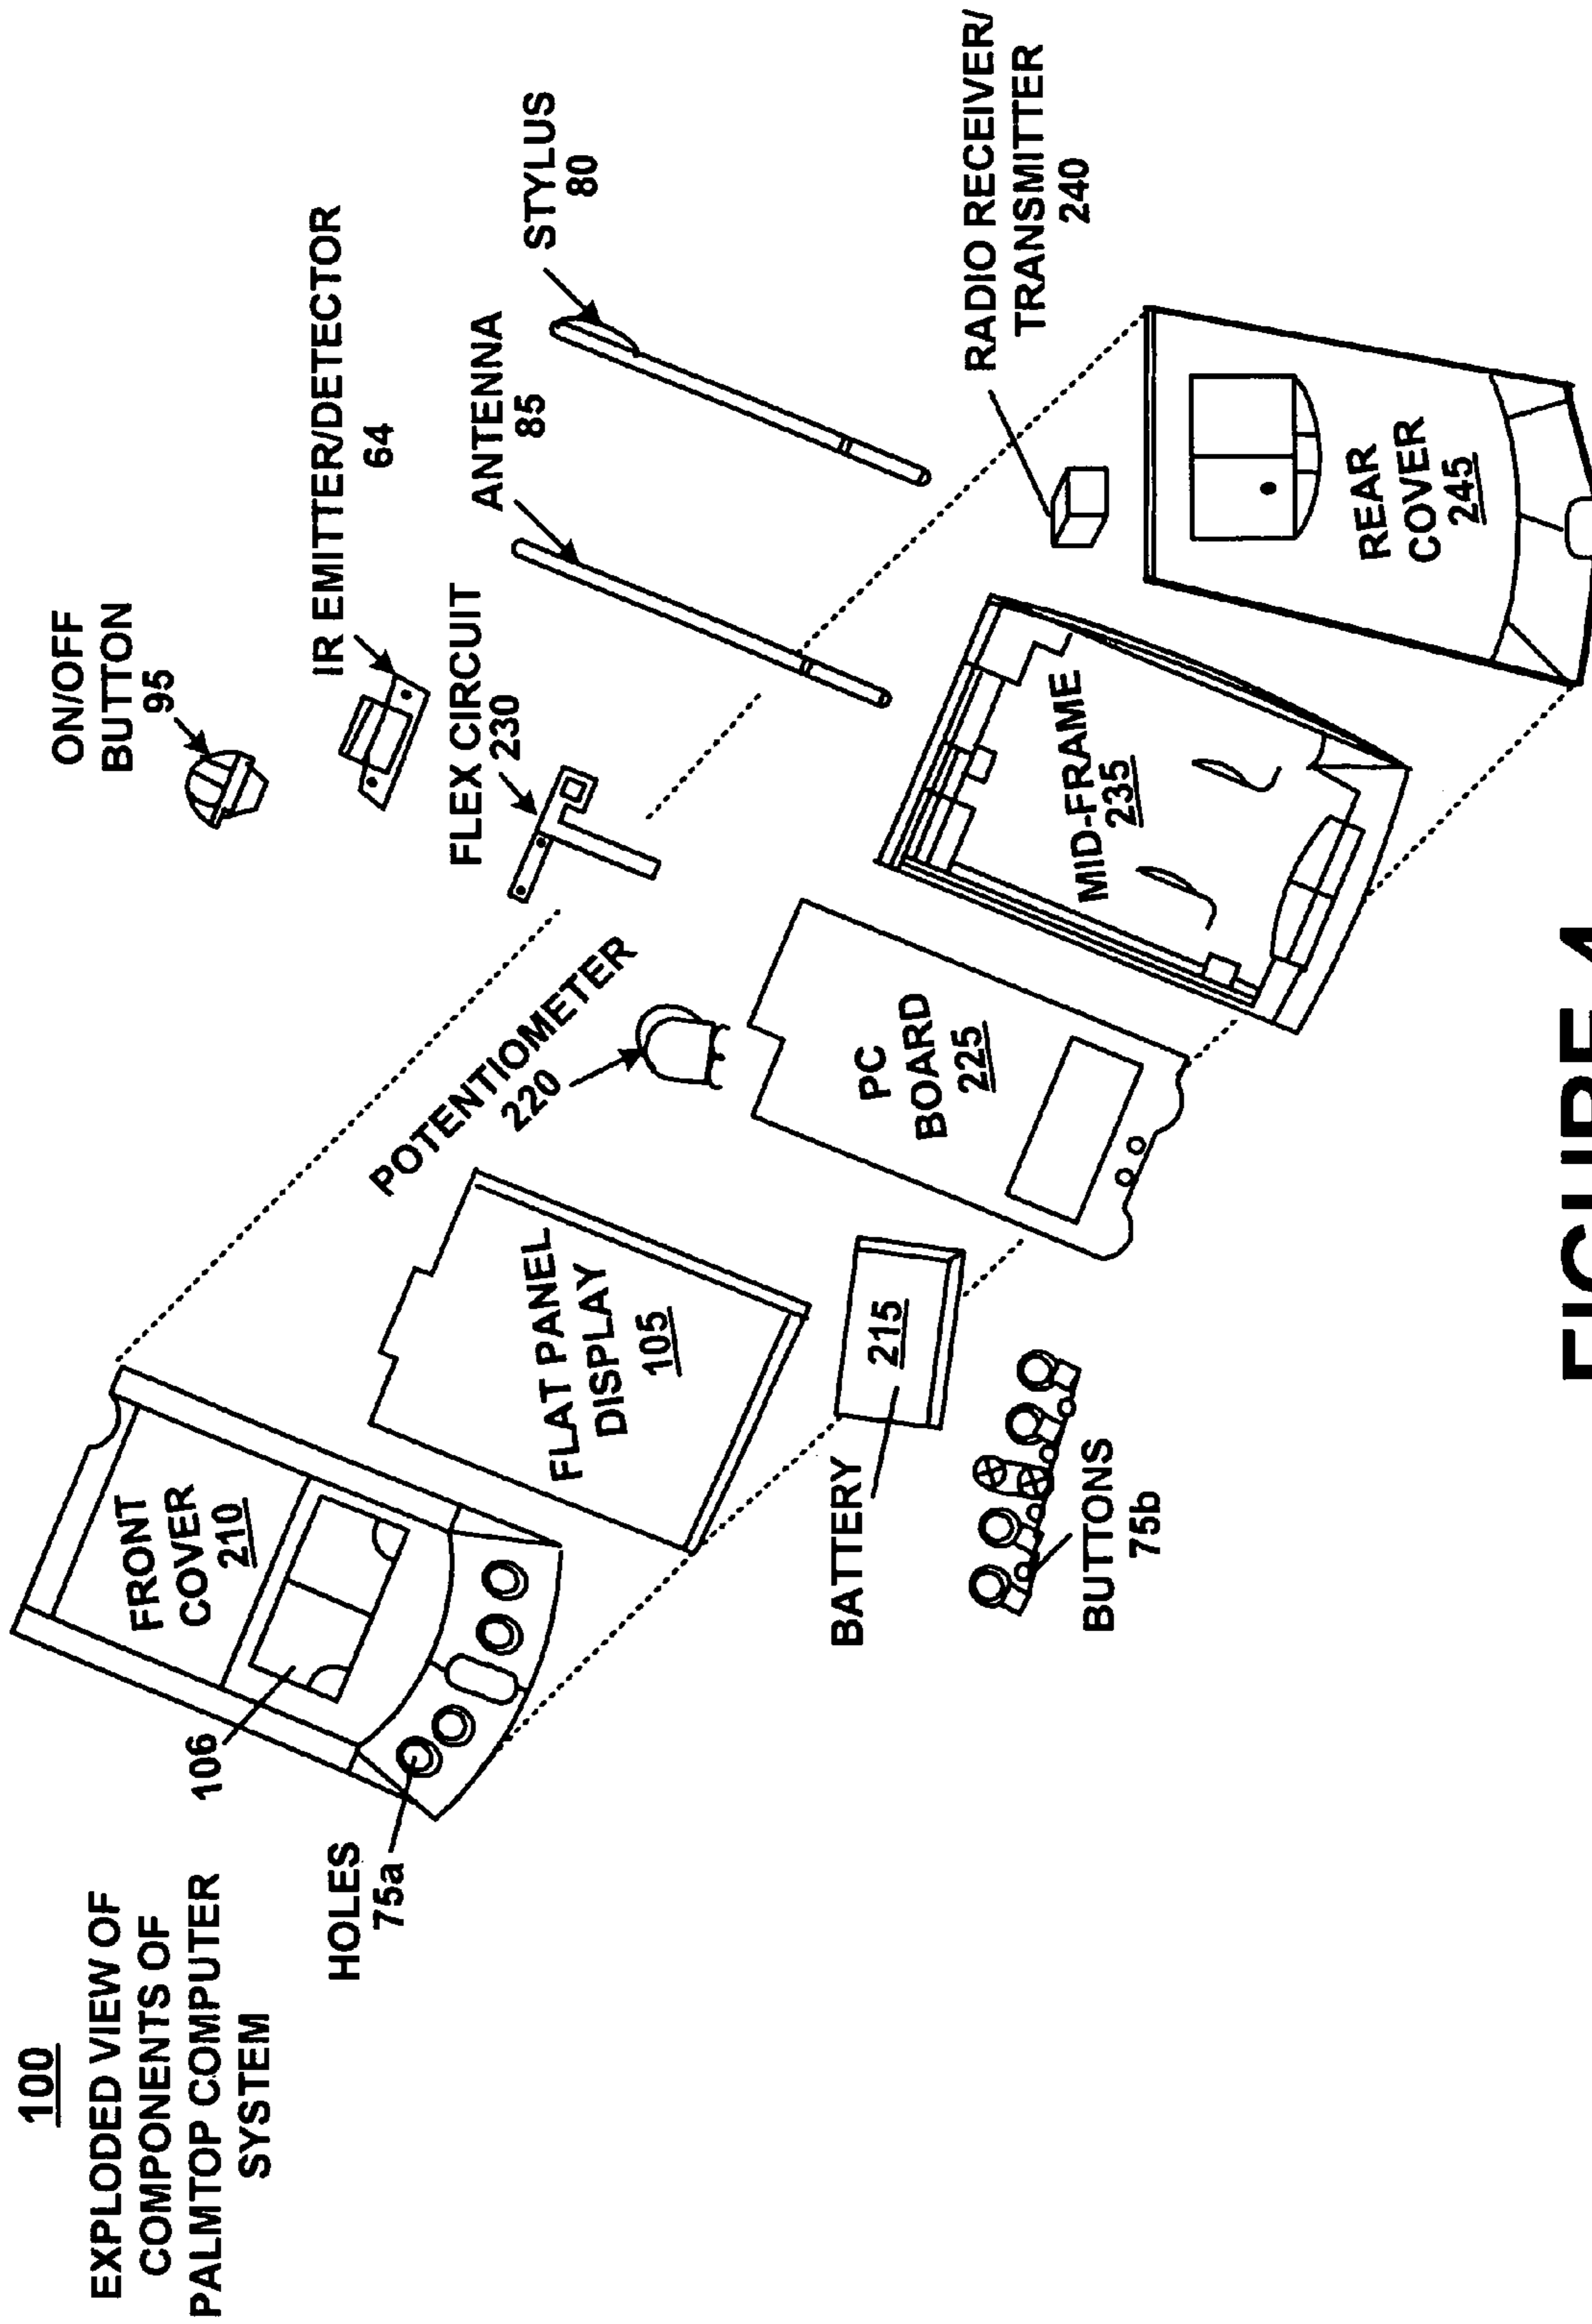 100
EXPLODED VIEW OF
COMPONENTS OF
PALMTOP COMPUTER
SYSTEM
ON/OFF
BUTTON
95
IR EMITTER/DETECTOR
64
FLEX CIRCUIT
230
ANTENNA
85
STYLUS
80
RADIO RECEIVER/
TRANSMITTER
240
FRONT
COVER
210
106
HOLES
75a
FLAT PANEL
DISPLAY
105
POTENTIOMETER
220
BATTERY
215
BUTTONS
75b
PC
BOARD
225
MID-FRAME
235
REAR
COVER
245